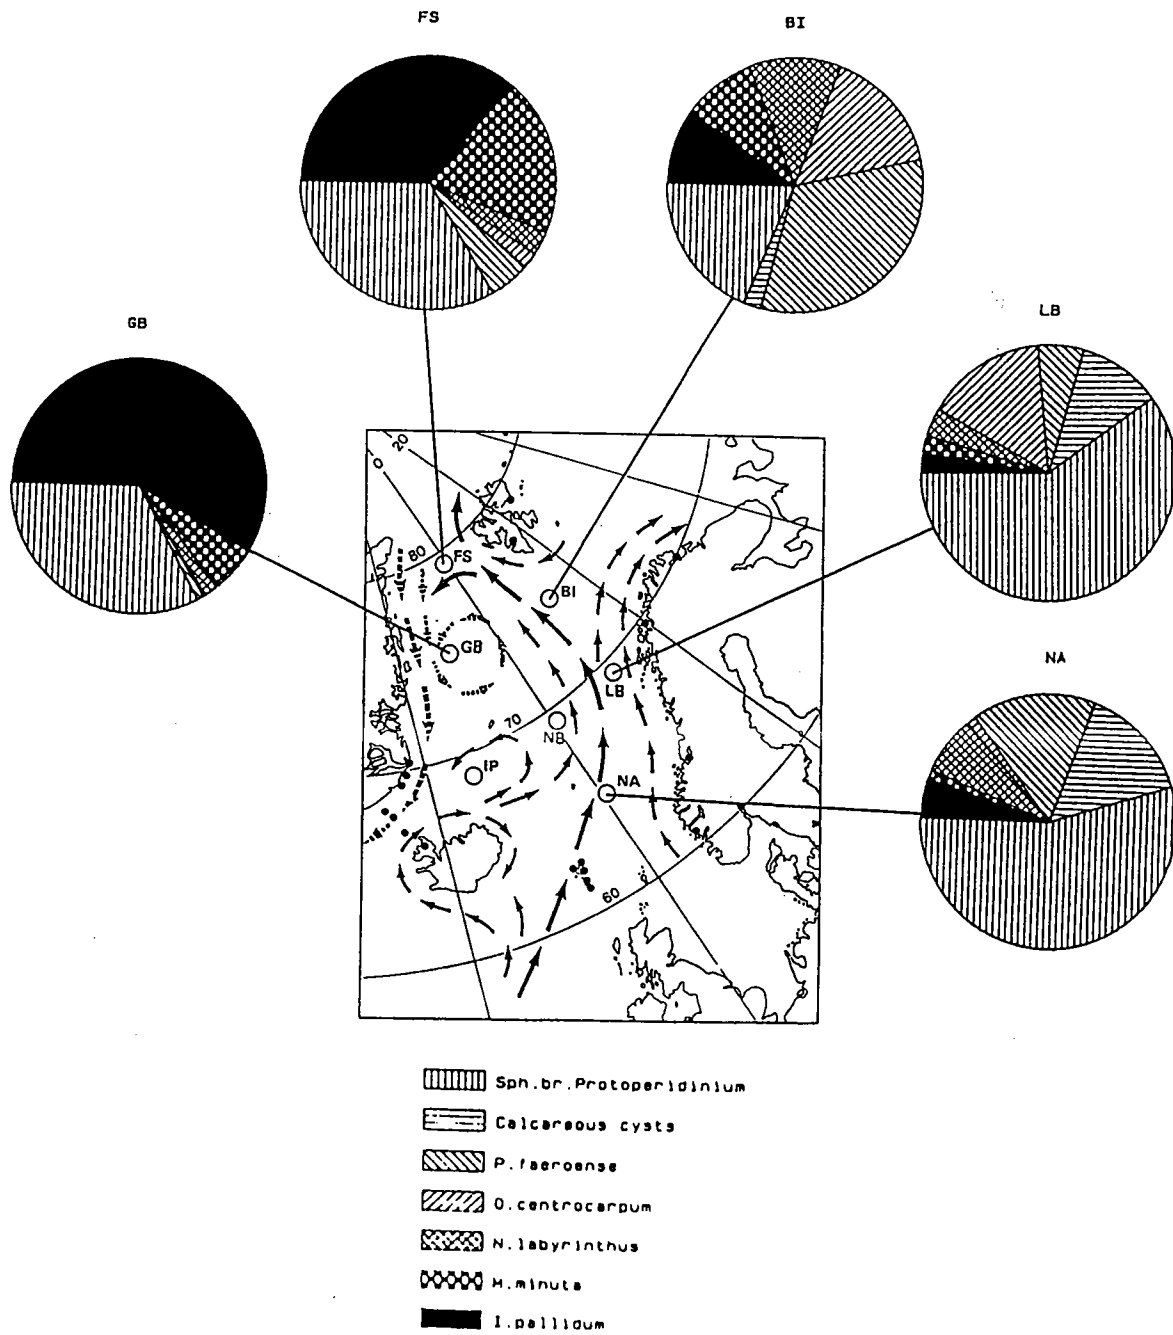 FS
BI
GB
LB
NA
0
20
80
FS
BI
GB
LB
70
NB
IP
NA
60
Sph.br.Protoperidinium
Calcareous cysts
P.faeroense
O.centrocarpum
N.labyrinthus
M.minuta
I.pallidum